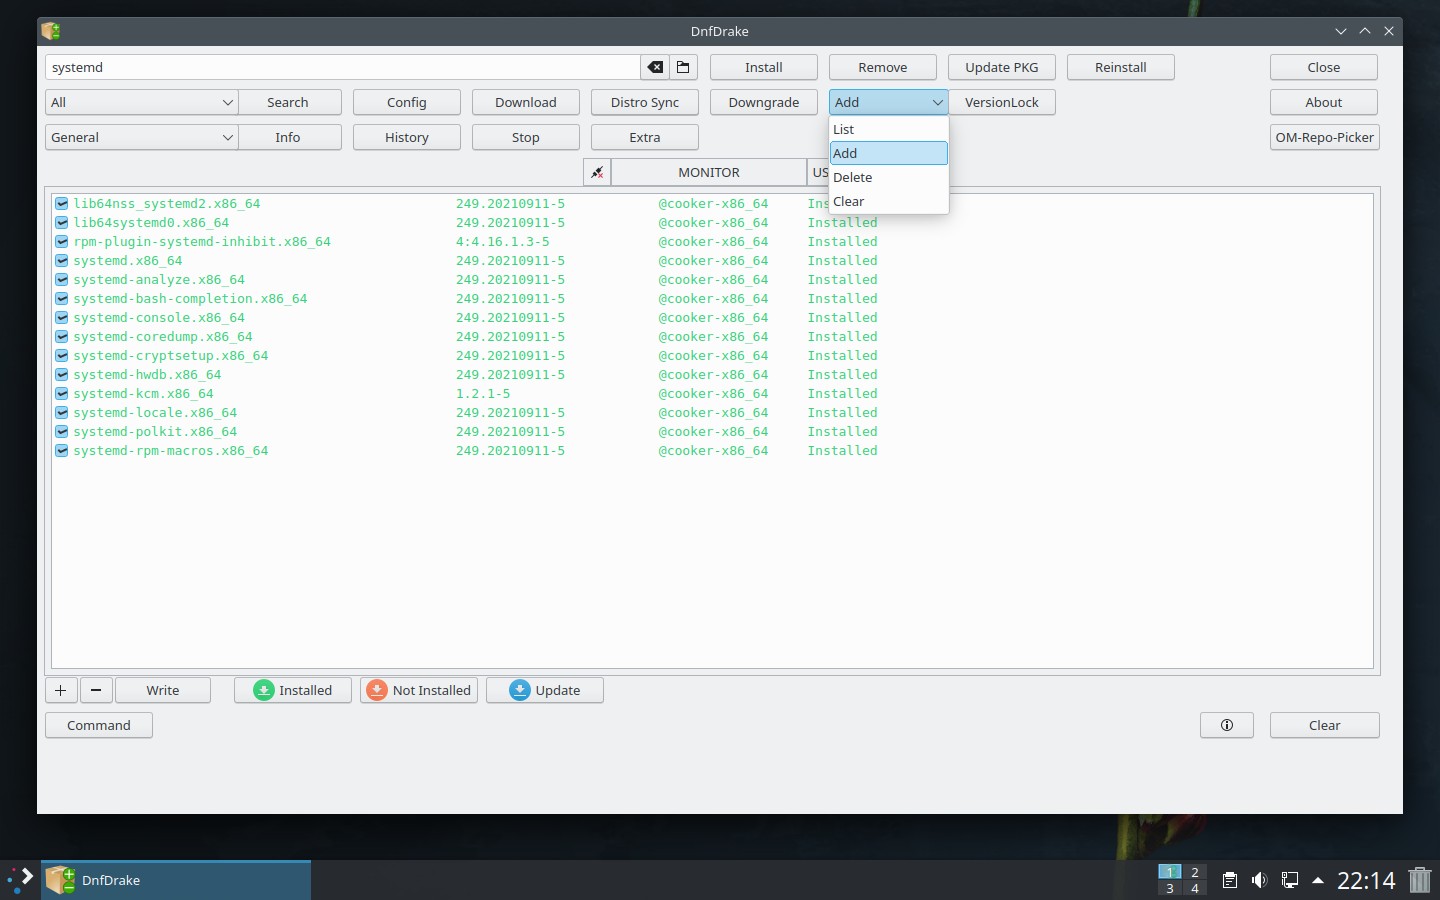 DnfDrake
systemd Install Remove Update PKG Reinstall Close
All Search Config Download Distro Sync Downgrade Add VersionLock About
General Info History Stop Extra OM-Repo-Picker
List
Add
Delete
Clear
MONITOR
lib64nss_systemd2.x86_64 249.20210911-5 @cooker-x86_64
lib64systemd0.x86_64 249.20210911-5 @cooker-x86_64 Installed
rpm-plugin-systemd-inhibit.x86_64 4:4.16.1.3-5 @cooker-x86_64 Installed
systemd.x86_64 249.20210911-5 @cooker-x86_64 Installed
systemd-analyze.x86_64 249.20210911-5 @cooker-x86_64 Installed
systemd-bash-completion.x86_64 249.20210911-5 @cooker-x86_64 Installed
systemd-console.x86_64 249.20210911-5 @cooker-x86_64 Installed
systemd-coredump.x86_64 249.20210911-5 @cooker-x86_64 Installed
systemd-cryptsetup.x86_64 249.20210911-5 @cooker-x86_64 Installed
systemd-hwdb.x86_64 249.20210911-5 @cooker-x86_64 Installed
systemd-kcm.x86_64 1.2.1-5 @cooker-x86_64 Installed
systemd-locale.x86_64 249.20210911-5 @cooker-x86_64 Installed
systemd-polkit.x86_64 249.20210911-5 @cooker-x86_64 Installed
systemd-rpm-macros.x86_64 249.20210911-5 @cooker-x86_64 Installed
+ − Write Installed Not Installed Update
Command Clear
DnfDrake 1 2 22:14
3 4